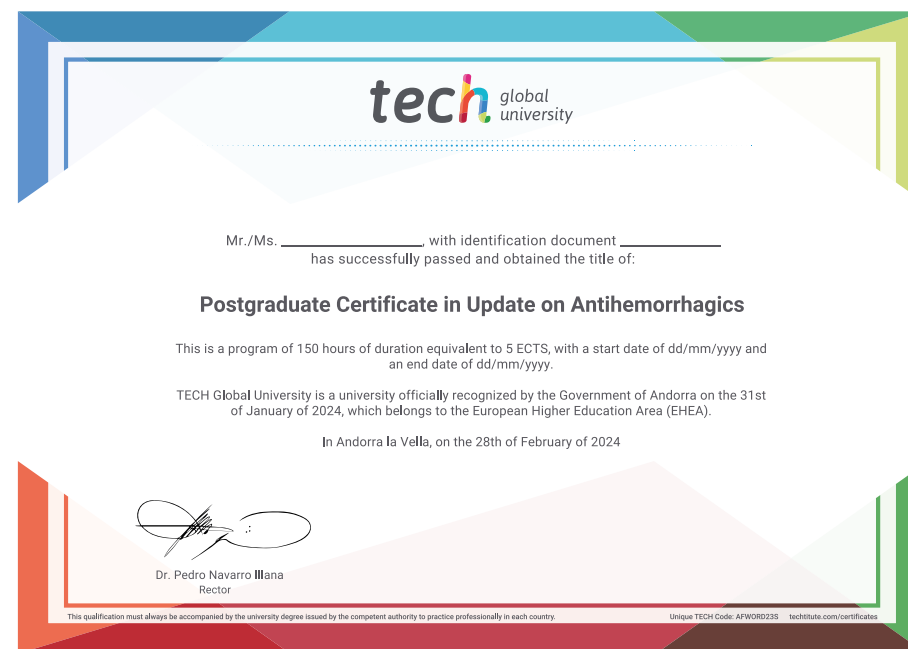 tech global university
Mr./Ms. ____________________, with identification document ______________
has successfully passed and obtained the title of:
Postgraduate Certificate in Update on Antihemorrhagics
This is a program of 150 hours of duration equivalent to 5 ECTS, with a start date of dd/mm/yyyy and
an end date of dd/mm/yyyy.
TECH Global University is a university officially recognized by the Government of Andorra on the 31st
of January of 2024, which belongs to the European Higher Education Area (EHEA).
In Andorra la Vella, on the 28th of February of 2024
Dr. Pedro Navarro Illana
Rector
This qualification must always be accompanied by the university degree issued by the competent authority to practice professionally in each country.
Unique TECH Code: AFWORD23S techtitute.com/certificates